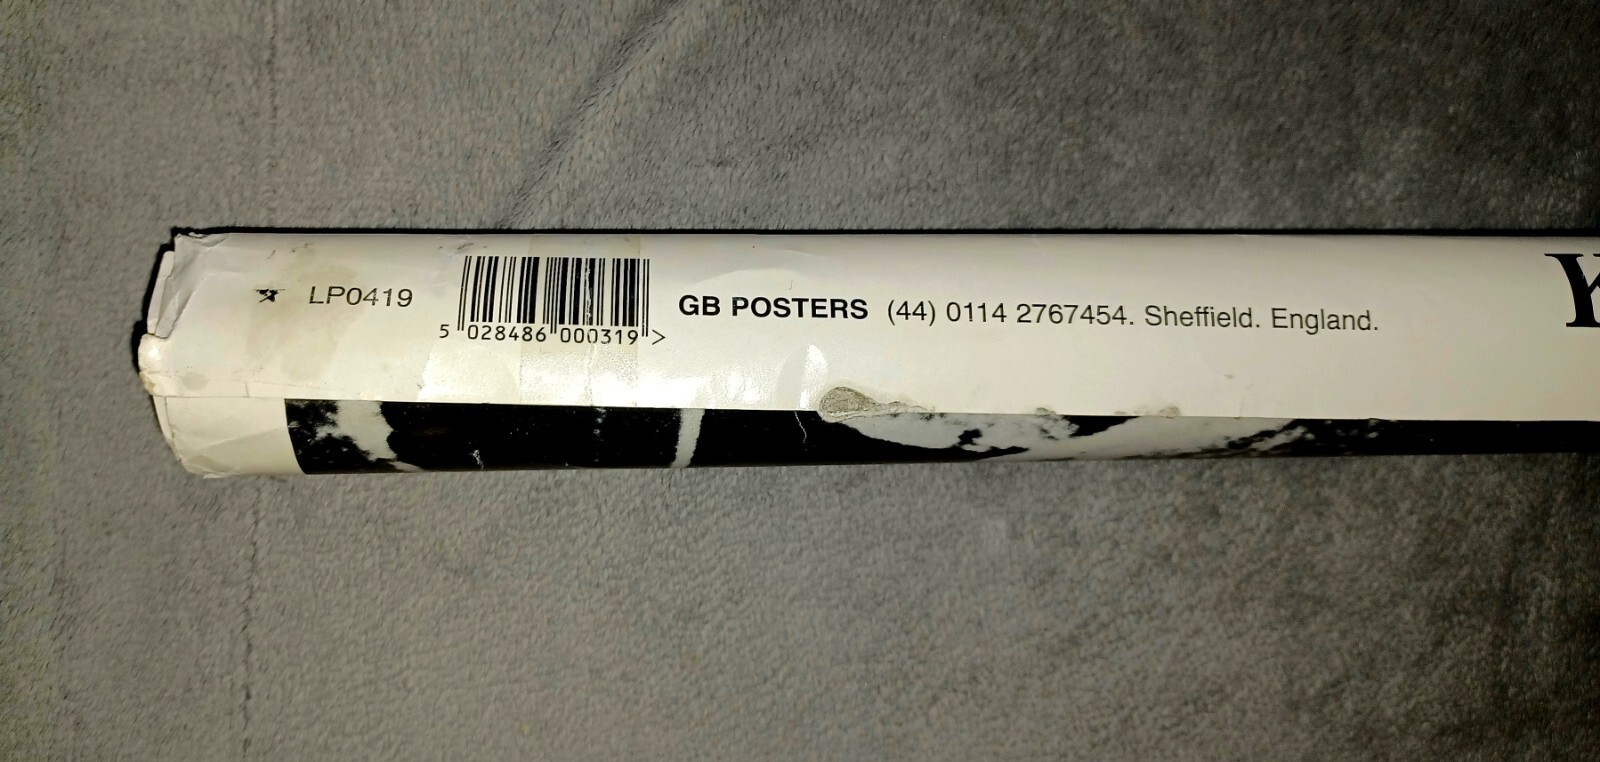 LP0419
5 028486 000319 >
GB POSTERS (44) 0114 2767454. Sheffield. England.